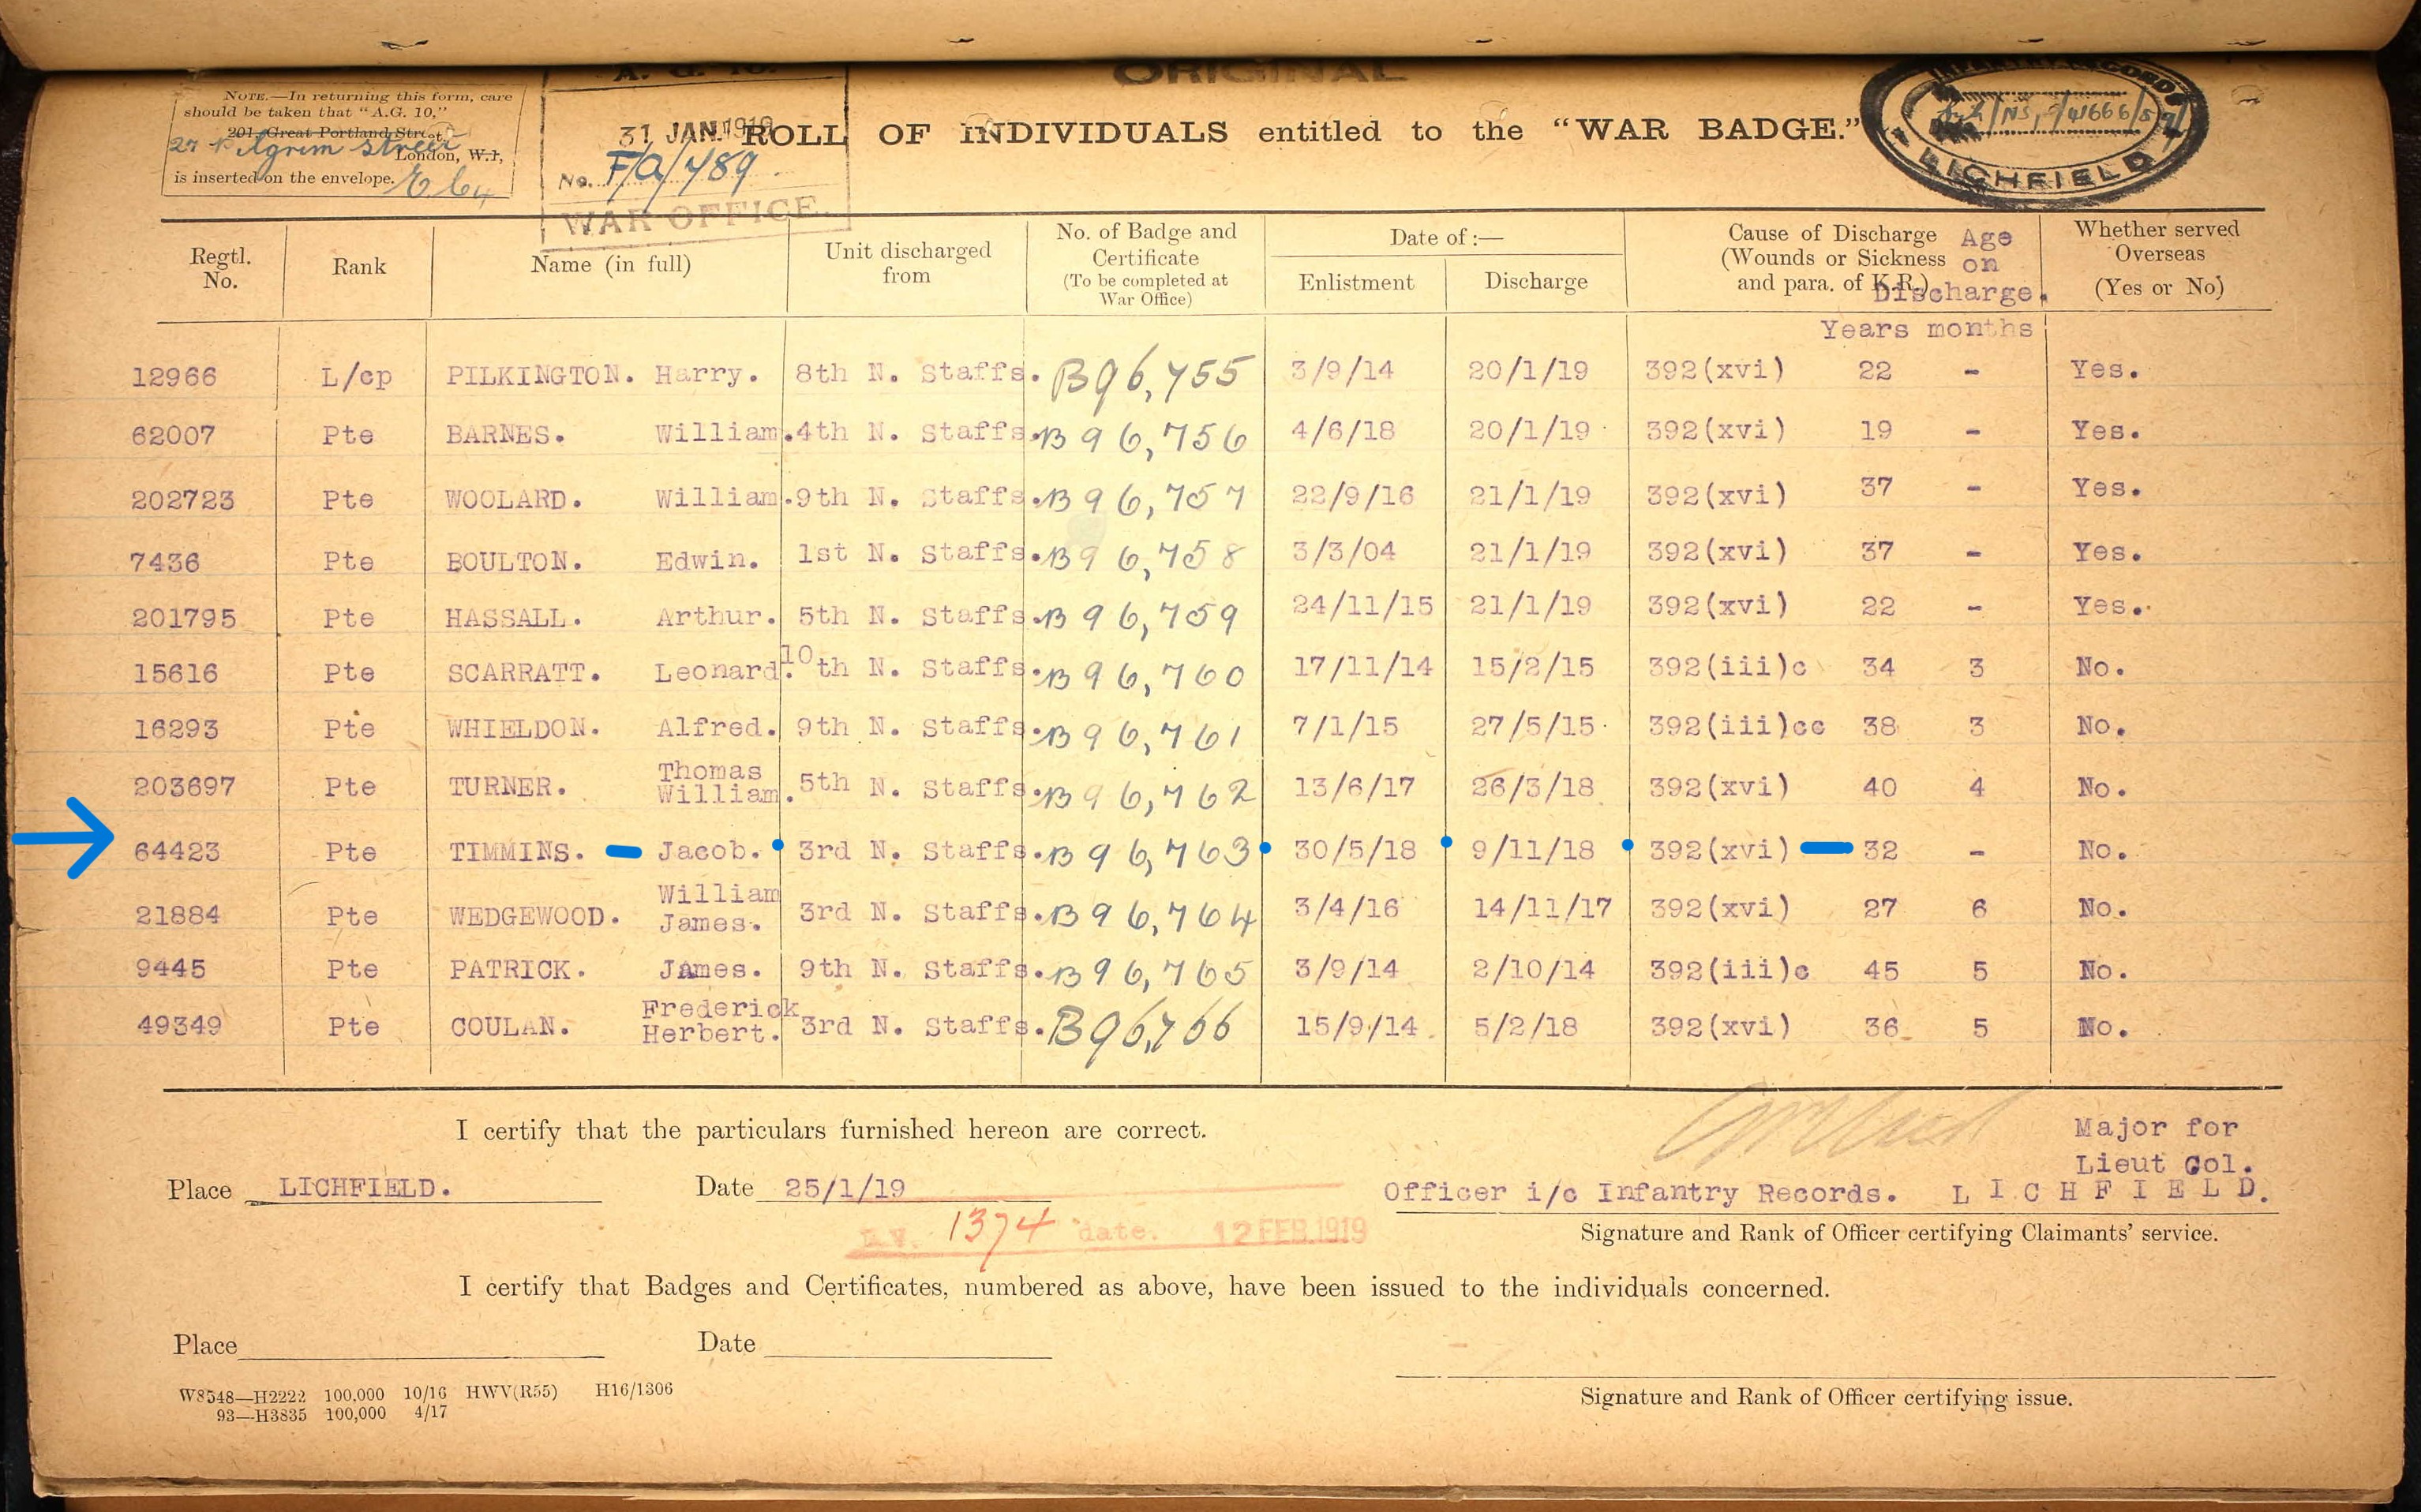 ORIGINAL
NOTE.—In returning this form, care
should be taken that "A.G. 10,"
201, Great Portland Street,
27 Pilgrim Street
London, W.1,
is inserted on the envelope. E.C.4
31 JAN. 1919
No. F/a/789
WAR OFFICE.
ROLL OF INDIVIDUALS entitled to the "WAR BADGE."
LICHFIELD
Regtl. No. Rank Name (in full) Unit discharged from No. of Badge and Certificate (To be completed at War Office) Date of:— Enlistment Discharge Cause of Discharge (Wounds or Sickness and para. of K.R.) Age on Discharge. Whether served Overseas (Yes or No)
Years months
12966 L/cp PILKINGTON. Harry. 8th N. Staffs. B96,755 3/9/14 20/1/19 392(xvi) 22 - Yes.
62007 Pte BARNES. William. 4th N. Staffs. B96,756 4/6/18 20/1/19 392(xvi) 19 - Yes.
202723 Pte WOOLARD. William. 9th N. Staffs. B96,757 22/9/16 21/1/19 392(xvi) 37 - Yes.
7436 Pte BOULTON. Edwin. 1st N. Staffs. B96,758 3/3/04 21/1/19 392(xvi) 37 - Yes.
201795 Pte HASSALL. Arthur. 5th N. Staffs. B96,759 24/11/15 21/1/19 392(xvi) 22 - Yes.
15616 Pte SCARRATT. Leonard. 10th N. Staffs. B96,760 17/11/14 15/2/15 392(iii)c 34 3 No.
16293 Pte WHIELDON. Alfred. 9th N. Staffs. B96,761 7/1/15 27/5/15 392(iii)cc 38 3 No.
203697 Pte TURNER. Thomas William. 5th N. Staffs. B96,762 13/6/17 26/3/18 392(xvi) 40 4 No.
64423 Pte TIMMINS. Jacob. 3rd N. Staffs. B96,763 30/5/18 9/11/18 392(xvi) 32 - No.
21884 Pte WEDGEWOOD. William James. 3rd N. Staffs. B96,764 3/4/16 14/11/17 392(xvi) 27 6 No.
9445 Pte PATRICK. James. 9th N. Staffs. B96,765 3/9/14 2/10/14 392(iii)c 45 5 No.
49349 Pte COULAN. Frederick Herbert. 3rd N. Staffs. B96,766 15/9/14 5/2/18 392(xvi) 36 5 No.
I certify that the particulars furnished hereon are correct.
Major for
Lieut Col.
Place LICHFIELD. Date 25/1/19 Officer i/c Infantry Records. LICHFIELD.
1374 date. 12 FEB. 1919
Signature and Rank of Officer certifying Claimants' service.
I certify that Badges and Certificates, numbered as above, have been issued to the individuals concerned.
Place Date
W8548—H2222 100,000 10/16 HWV(R55) H16/1306
93—H3835 100,000 4/17
Signature and Rank of Officer certifying issue.